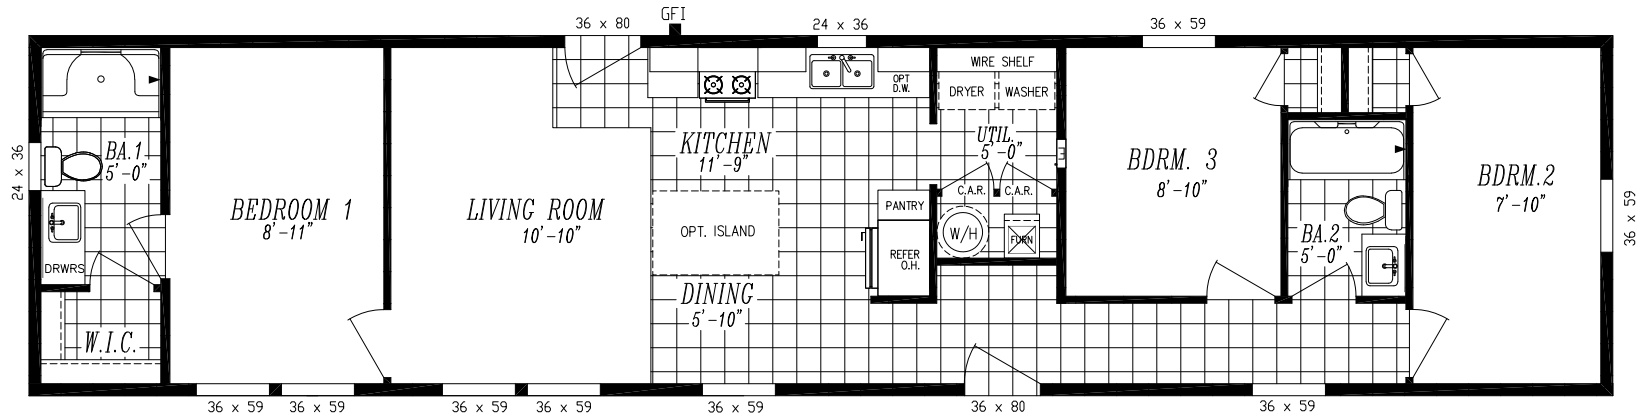 GFI
36 x 80
24 x 36
36 x 59
WIRE SHELF
OPT
D.W.
DRYER
WASHER
KITCHEN
11'-9"
UTIL.
5'-0"
BA.1
5'-0"
24 x 36
BDRM. 3
8'-10"
BDRM.2
7'-10"
C.A.R.
C.A.R.
PANTRY
BEDROOM 1
8'-11"
LIVING ROOM
10'-10"
OPT. ISLAND
W/H
FURN
BA.2
5'-0"
36 x 59
REFER
O.H.
DRWRS
DINING
5'-10"
W.I.C.
36 x 59
36 x 59
36 x 59
36 x 59
36 x 59
36 x 80
36 x 59